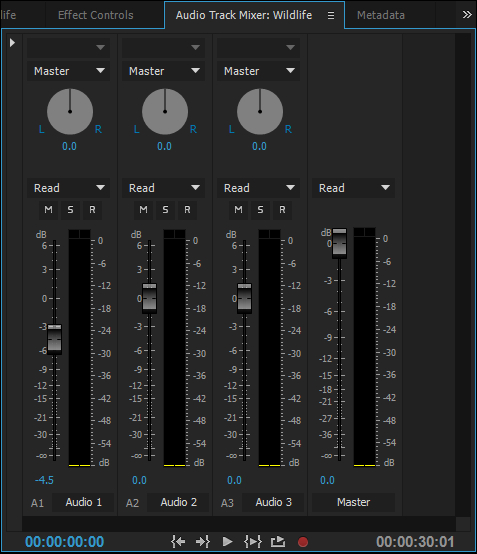 life Effect Controls Audio Track Mixer: Wildlife Metadata
Master Master Master
L R L R L R
0.0 0.0 0.0
Read Read Read Read
M S R M S R M S R
dB dB dB dB
6 0 6 0 6 0 0 0
3 -6 3 -6 3 -6 -6
-12 -12 -12 -3 -12
0 0 0
-18 -18 -18 -6 -18
-3 -24 -3 -24 -3 -24 -24
-6 -30 -6 -30 -6 -30 -9 -30
-9 -9 -9 -12
-12 -36 -12 -36 -12 -36 -15 -36
-15 -42 -15 -42 -15 -42 -18 -42
-21 -48 -21 -48 -21 -48 -21 -48
-27
-30 -54 -30 -54 -30 -54 -36 -54
-∞ dB -∞ dB -∞ dB -∞ dB
-4.5 0.0 0.0 0.0
A1 Audio 1 A2 Audio 2 A3 Audio 3 Master
00:00:00:00 00:00:30:01